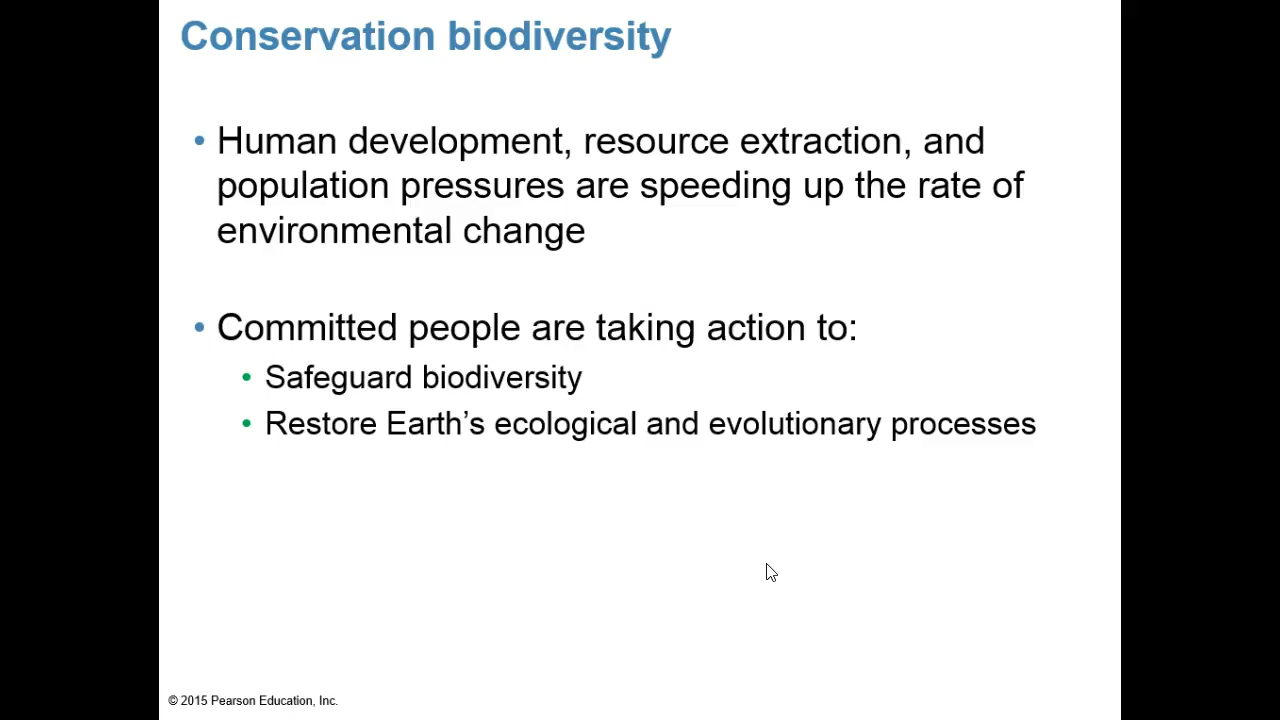 Conservation biodiversity
• Human development, resource extraction, and
population pressures are speeding up the rate of
environmental change
• Committed people are taking action to:
• Safeguard biodiversity
• Restore Earth’s ecological and evolutionary processes
© 2015 Pearson Education, Inc.